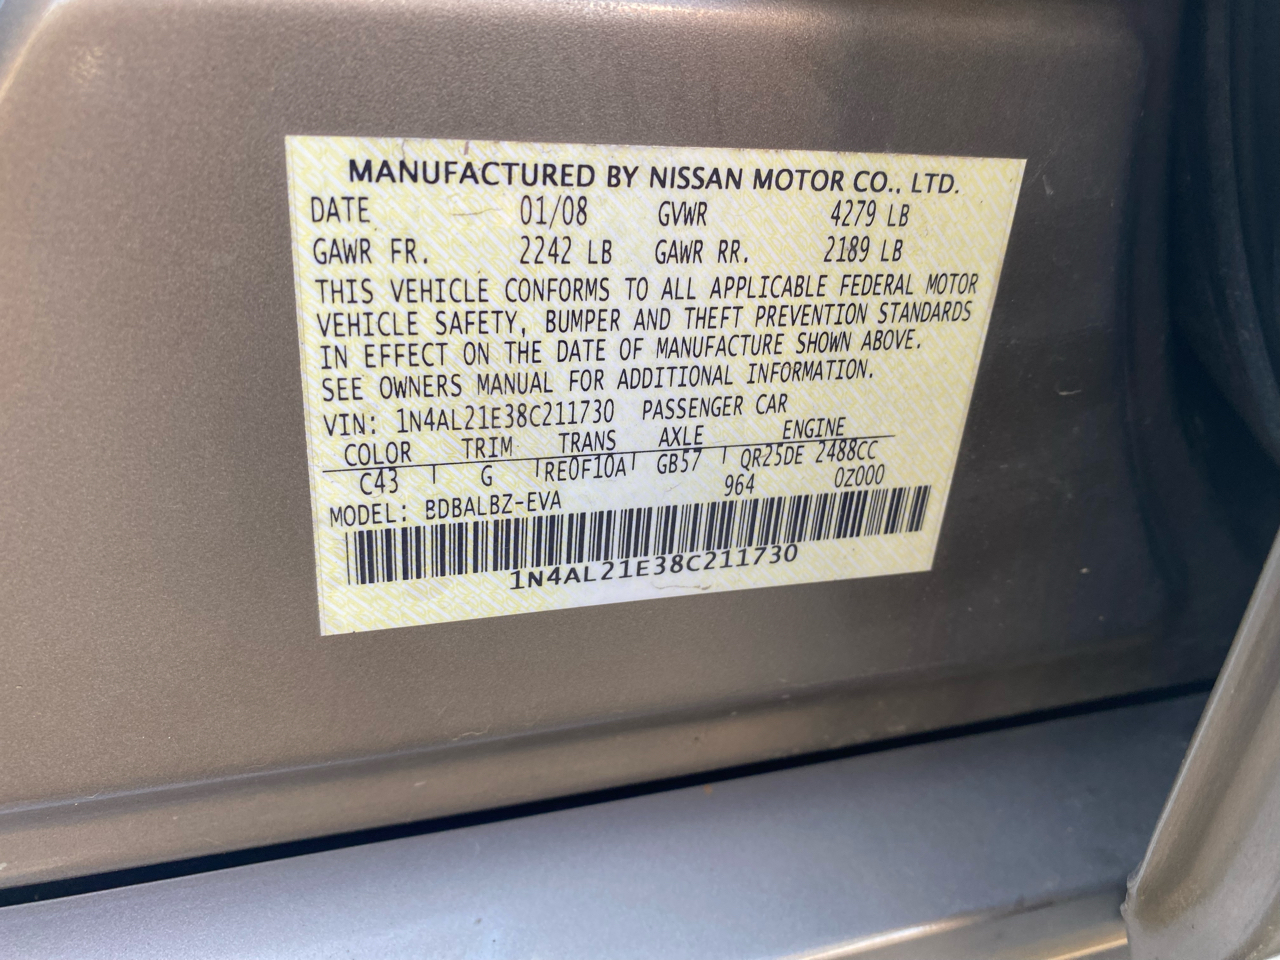 MANUFACTURED BY NISSAN MOTOR CO., LTD.
DATE 01/08 GVWR 4279 LB
GAWR FR. 2242 LB GAWR RR. 2189 LB
THIS VEHICLE CONFORMS TO ALL APPLICABLE FEDERAL MOTOR
VEHICLE SAFETY, BUMPER AND THEFT PREVENTION STANDARDS
IN EFFECT ON THE DATE OF MANUFACTURE SHOWN ABOVE.
SEE OWNERS MANUAL FOR ADDITIONAL INFORMATION.
VIN: 1N4AL21E38C211730 PASSENGER CAR
COLOR TRIM TRANS AXLE ENGINE
C43 G RE0F10A GB57 QR25DE 2488CC
964 0Z000
MODEL: BDBALBZ-EVA
1N4AL21E38C211730